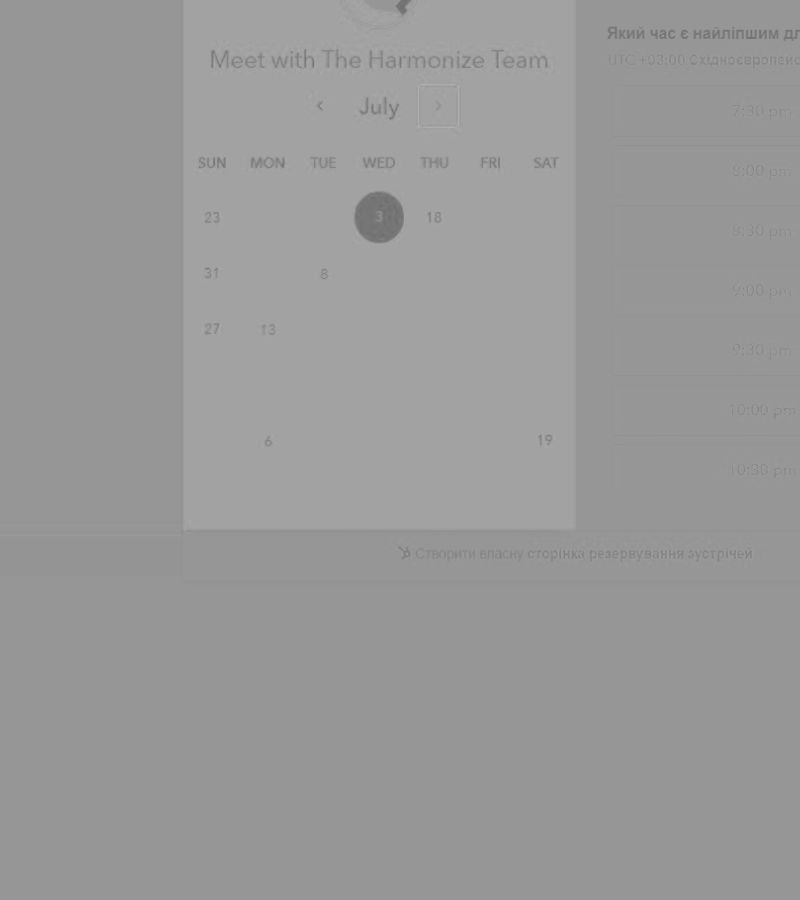 Який час є найліпшим дл
UTC +03:00 Східноєвропейс
Meet with The Harmonize Team
July
SUN MON TUE WED THU FRI SAT
23 3 18
31 8
27 13
6 19
7:30 pm
8:00 pm
8:30 pm
9:00 pm
9:30 pm
10:00 pm
10:30 pm
Створити власну сторінка резервування зустрічей